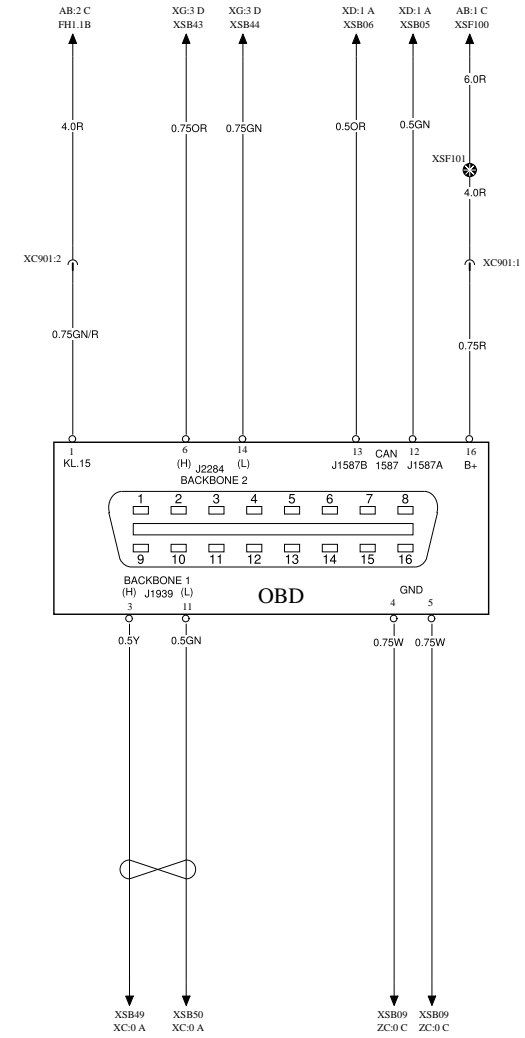 AB:2 C XG:3 D XG:3 D XD:1 A XD:1 A AB:1 C
FH1.1B XSB43 XSB44 XSB06 XSB05 XSF100
6.0R
4.0R 0.75OR 0.75GN 0.5OR 0.5GN
XSF101
4.0R
XC901:2 XC901:1
0.75GN/R 0.75R
1 6 14 13 12 16
KL.15 (H) J2284 (L) J1587B CAN 1587 J1587A B+
BACKBONE 2
1 2 3 4 5 6 7 8
9 10 11 12 13 14 15 16
BACKBONE 1 GND
(H) J1939 (L) OBD
3 11 4 5
0.5Y 0.5GN 0.75W 0.75W
XSB49 XSB50 XSB09 XSB09
XC:0 A XC:0 A ZC:0 C ZC:0 C